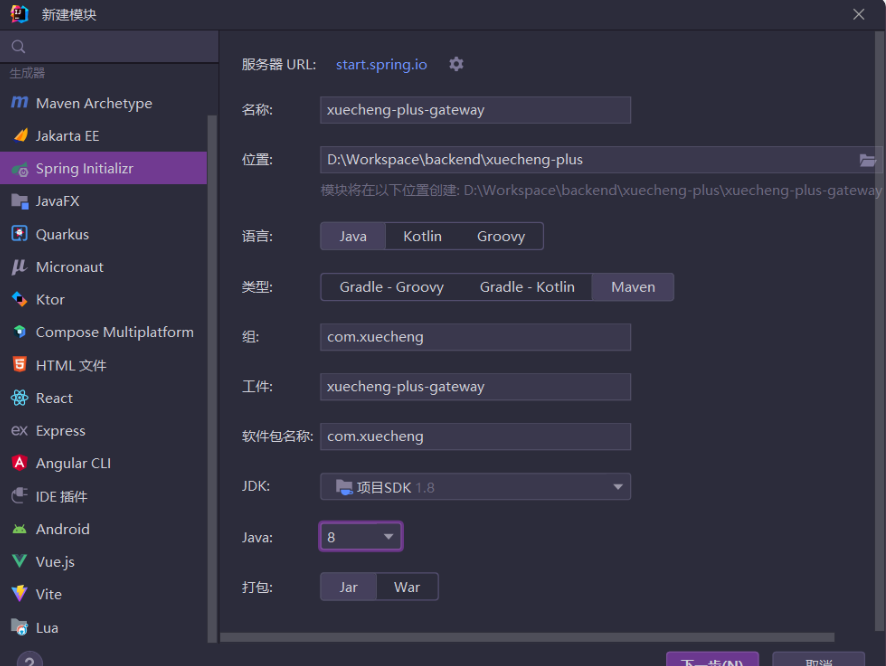 新建模块
生成器
Maven Archetype
Jakarta EE
Spring Initializr
JavaFX
Quarkus
Micronaut
Ktor
Compose Multiplatform
HTML 文件
React
Express
Angular CLI
IDE 插件
Android
Vue.js
Vite
Lua
?
服务器 URL: start.spring.io
名称: xuecheng-plus-gateway
位置: D:\Workspace\backend\xuecheng-plus
模块将在以下位置创建: D:\Workspace\backend\xuecheng-plus\xuecheng-plus-gateway
语言: Java Kotlin Groovy
类型: Gradle - Groovy Gradle - Kotlin Maven
组: com.xuecheng
工件: xuecheng-plus-gateway
软件包名称: com.xuecheng
JDK: 项目SDK 1.8
Java: 8
打包: Jar War
下一步(N) 取消